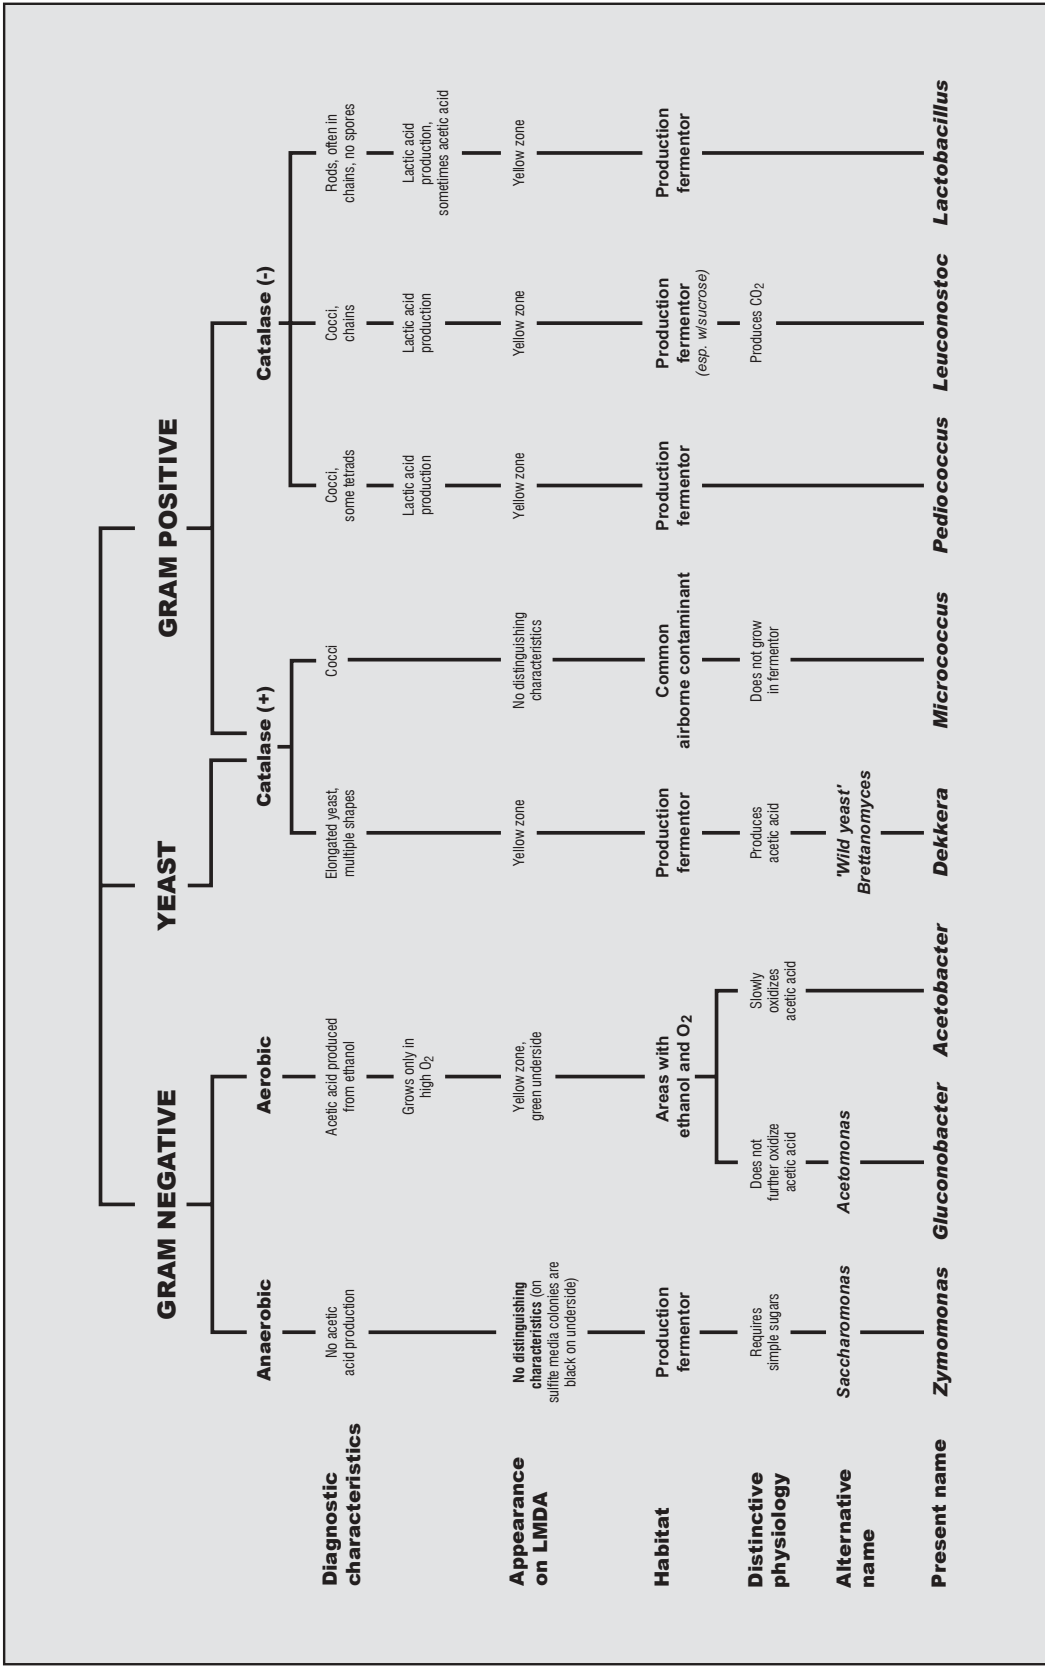 GRAM NEGATIVE
YEAST
GRAM POSITIVE
Anaerobic
Aerobic
Catalase (+)
Catalase (-)
Diagnostic
characteristics
No acetic
acid production
Acetic acid produced
from ethanol
Grows only in
high O2
Elongated yeast,
multiple shapes
Cocci
Cocci,
some tetrads
Lactic acid
production
Cocci,
chains
Lactic acid
production
Rods, often in
chains, no spores
Lactic acid
production,
sometimes acetic acid
Appearance
on LMDA
No distinguishing
characteristics (on
sulfite media colonies are
black on underside)
Yellow zone,
green underside
Yellow zone
No distinguishing
characteristics
Yellow zone
Yellow zone
Yellow zone
Habitat
Production
fermentor
Areas with
ethanol and O2
Production
fermentor
Common
airborne contaminant
Production
fermentor
Production
fermentor
(esp. w/sucrose)
Production
fermentor
Distinctive
physiology
Requires
simple sugars
Does not
further oxidize
acetic acid
Slowly
oxidizes
acetic acid
Produces
acetic acid
Does not grow
in fermentor
Produces CO2
Alternative
name
Saccharomonas
Acetomonas
'Wild yeast'
Brettanomyces
Present name
Zymomonas
Gluconobacter
Acetobacter
Dekkera
Micrococcus
Pediococcus
Leuconostoc
Lactobacillus